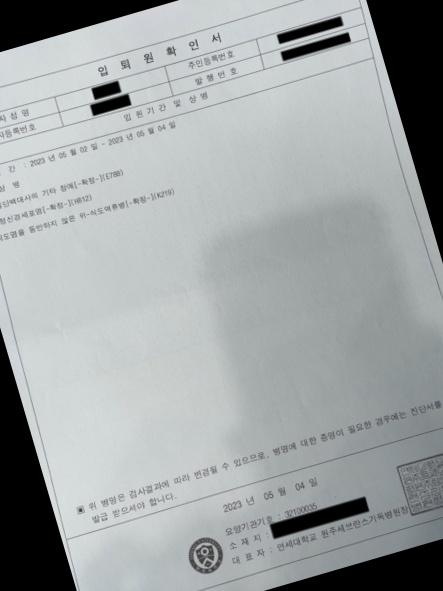 입 퇴 원 확 인 서
자 성 명 주민등록번호
자등록번호 발 행 번 호
입 원 기 간 및 상 병
간 : 2023 년 05 월 02 일 - 2023 년 05 월 04 일
상 병
단백대사의 기타 장애[-확정-](E788)
전정신경세포염[-확정-](H812)
식도염을 동반하지 않은 위-식도역류병[-확정-](K219)
▣ 위 병명은 검사결과에 따라 변경될 수 있으므로, 병명에 대한 증명이 필요한 경우에는 진단서를
발급 받으셔야 합니다.
2023 년 05 월 04 일
요양기관기호 : 32100035
소 재 지 :
대 표 자 : 연세대학교 원주세브란스기독병원장